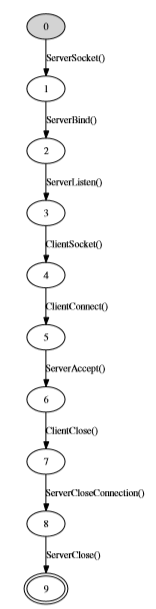 0
ServerSocket()
1
ServerBind()
2
ServerListen()
3
ClientSocket()
4
ClientConnect()
5
ServerAccept()
6
ClientClose()
7
ServerCloseConnection()
8
ServerClose()
9